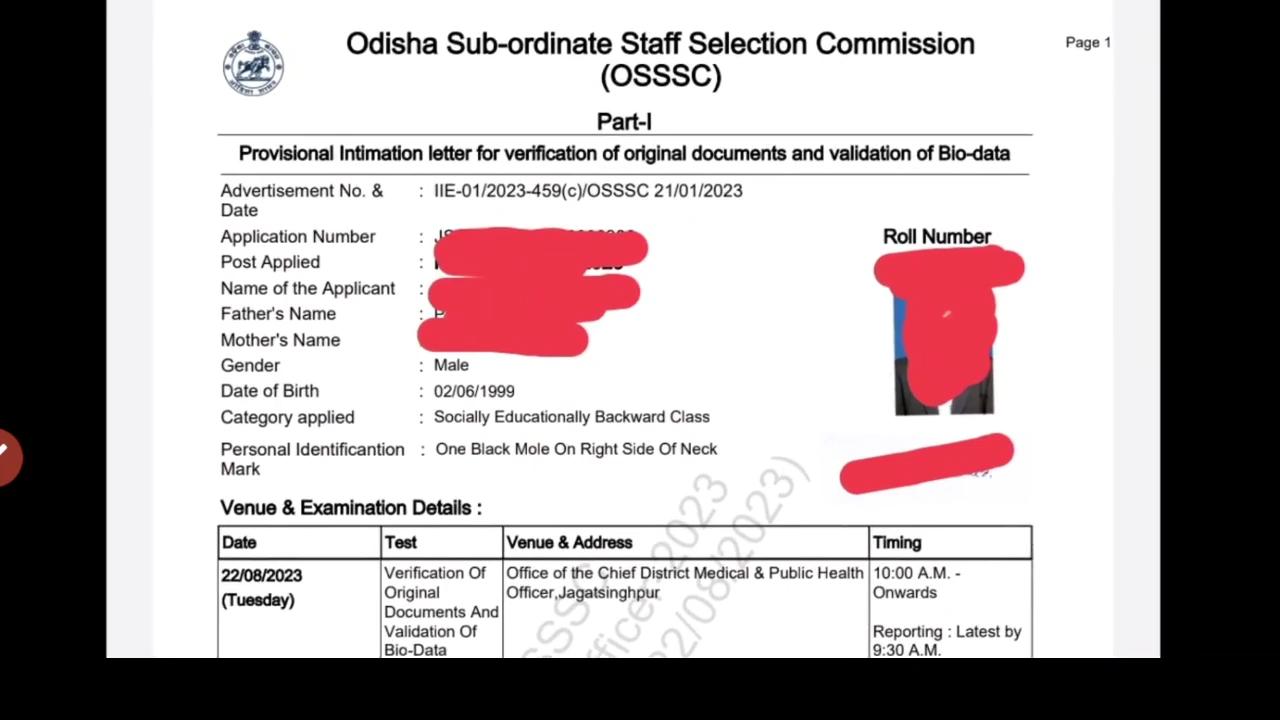 Odisha Sub-ordinate Staff Selection Commission
(OSSSC)
Page 1
Part-I
Provisional Intimation letter for verification of original documents and validation of Bio-data
Advertisement No. & Date : IIE-01/2023-459(c)/OSSSC 21/01/2023
Application Number :
Roll Number
Post Applied :
Name of the Applicant :
Father's Name :
Mother's Name :
Gender : Male
Date of Birth : 02/06/1999
Category applied : Socially Educationally Backward Class
Personal Identificantion Mark : One Black Mole On Right Side Of Neck
Venue & Examination Details :
Date Test Venue & Address Timing
22/08/2023 (Tuesday)
Verification Of Original Documents And Validation Of Bio-Data
Office of the Chief District Medical & Public Health Officer,Jagatsinghpur
10:00 A.M. - Onwards
Reporting : Latest by 9:30 A.M.